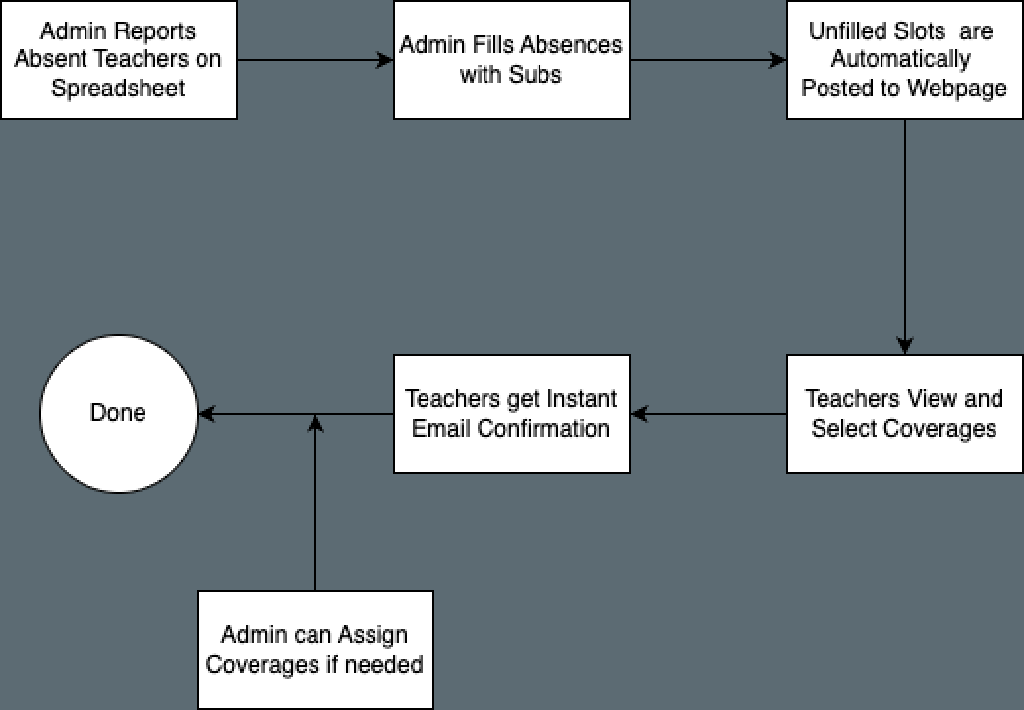 Admin Reports
Absent Teachers on
Spreadsheet
Admin Fills Absences
with Subs
Unfilled Slots  are
Automatically
Posted to Webpage
Done
Teachers get Instant
Email Confirmation
Teachers View and
Select Coverages
Admin can Assign
Coverages if needed